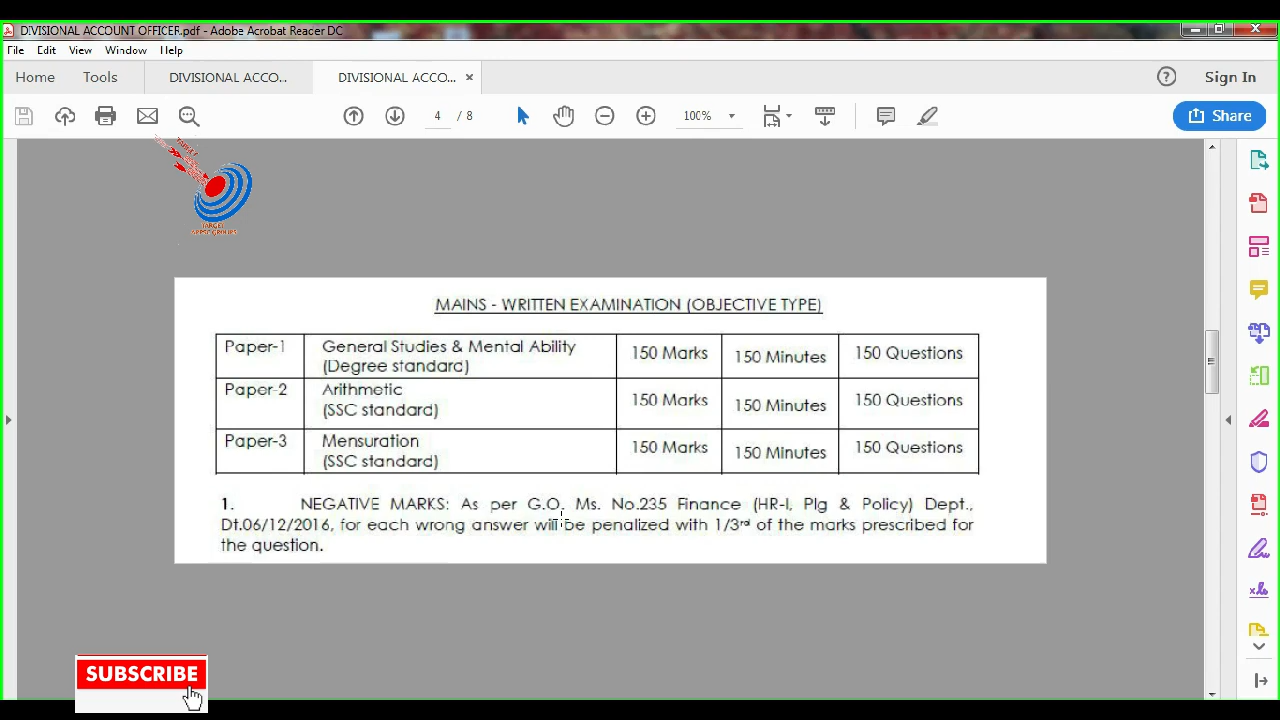 DIVISIONAL ACCOUNT OFFICER.pdf - Adobe Acrobat Reader DC
File Edit View Window Help
Home Tools DIVISIONAL ACCO.. DIVISIONAL ACCO... × Sign In
4 / 8 100% Share
TARGET
APPSC GROUPS
MAINS - WRITTEN EXAMINATION (OBJECTIVE TYPE)
Paper-1 General Studies & Mental Ability 150 Marks 150 Minutes 150 Questions
(Degree standard)
Paper-2 Arithmetic 150 Marks 150 Minutes 150 Questions
(SSC standard)
Paper-3 Mensuration 150 Marks 150 Minutes 150 Questions
(SSC standard)
1. NEGATIVE MARKS: As per G.O. Ms. No.235 Finance (HR-I, Plg & Policy) Dept.,
Dt.06/12/2016, for each wrong answer will be penalized with 1/3rd of the marks prescribed for
the question.
SUBSCRIBE